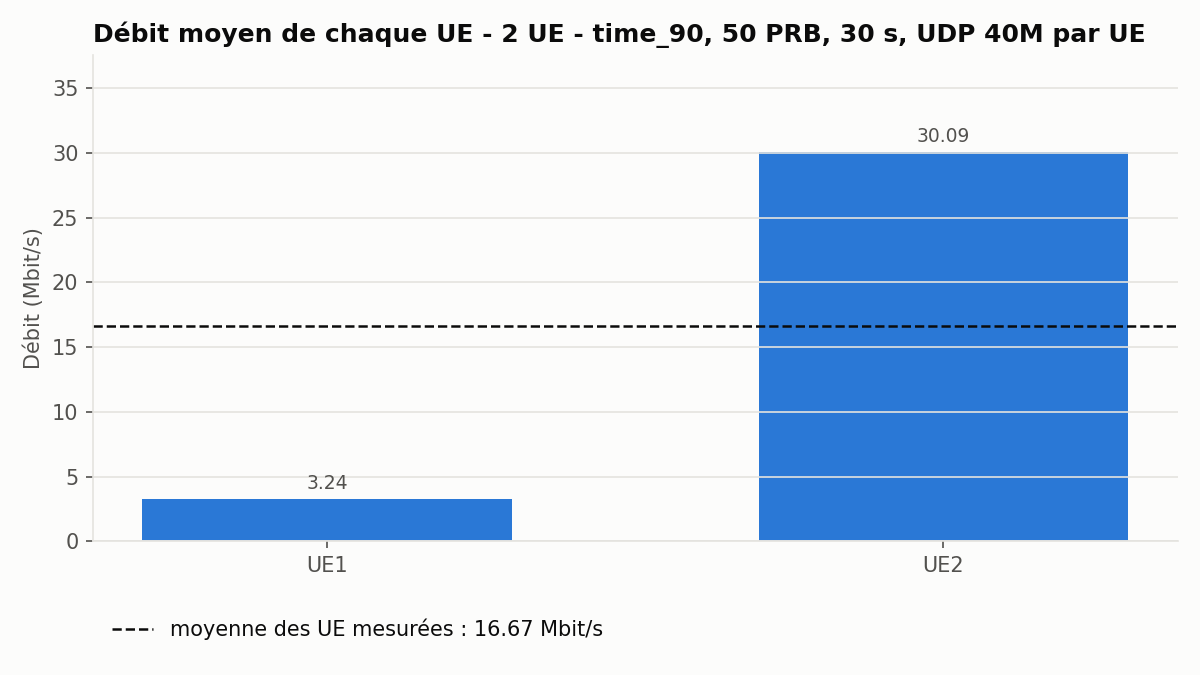 Débit moyen de chaque UE - 2 UE - time_90, 50 PRB, 30 s, UDP 40M par UE
Débit (Mbit/s)
35
30
25
20
15
10
5
0
3.24
30.09
UE1
UE2
moyenne des UE mesurées : 16.67 Mbit/s